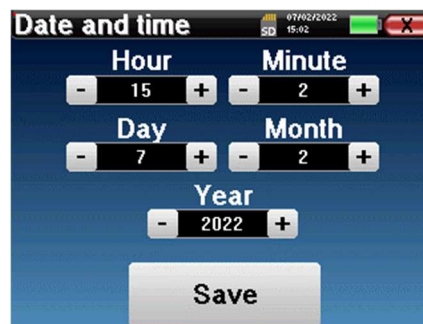 Date and time
SD
07/02/2022
15:02
X
Hour Minute
- 15 + - 2 +
Day Month
- 7 + - 2 +
Year
- 2022 +
Save